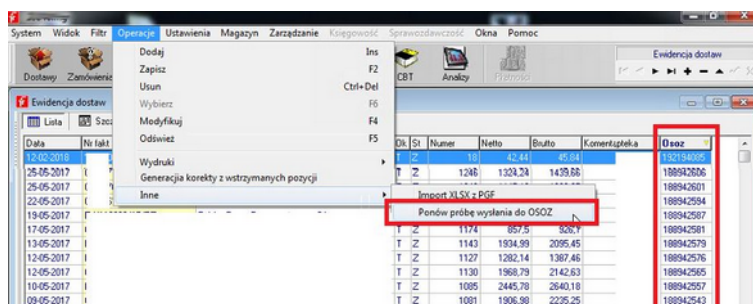 System Widok Filtr Operacje Ustawienia Magazyn Zarządzanie Księgowość Sprawozdawczość Okna Pomoc
Dostawy Zamówienia CBT Analizy Płatności Ewidencja dostaw
Dodaj Ins
Zapisz F2
Usun Ctrl+Del
Wybierz F6
Modyfikuj F4
Odśwież F5
Wydruki
Generacja korekty z wstrzymanych pozycji
Inne
Import XLSX z PGF
Ponów próbę wysłania do OSOZ
Ewidencja dostaw
Lista
Data Nr fakt Dk St Numer Netto Brutto Osoz
12-02-2018 T Z 18 42,44 45,84 192194005
25-05-2017 T Z 1246 1324,24 1439,66 188942606
25-05-2017 188942601
22-05-2017 188942594
19-05-2017 188942587
17-05-2017 T Z 1174 857,5 188942581
13-05-2017 T Z 1143 1934,99 2095,45 188942579
12-05-2017 T Z 1127 1282,14 1387,46 188942576
12-05-2017 T Z 1130 1968,79 2142,63 188942565
10-05-2017 T Z 1085 2445,78 2640,18 188942557
09-05-2017 T Z 1081 1906,98 2235,25 188942543